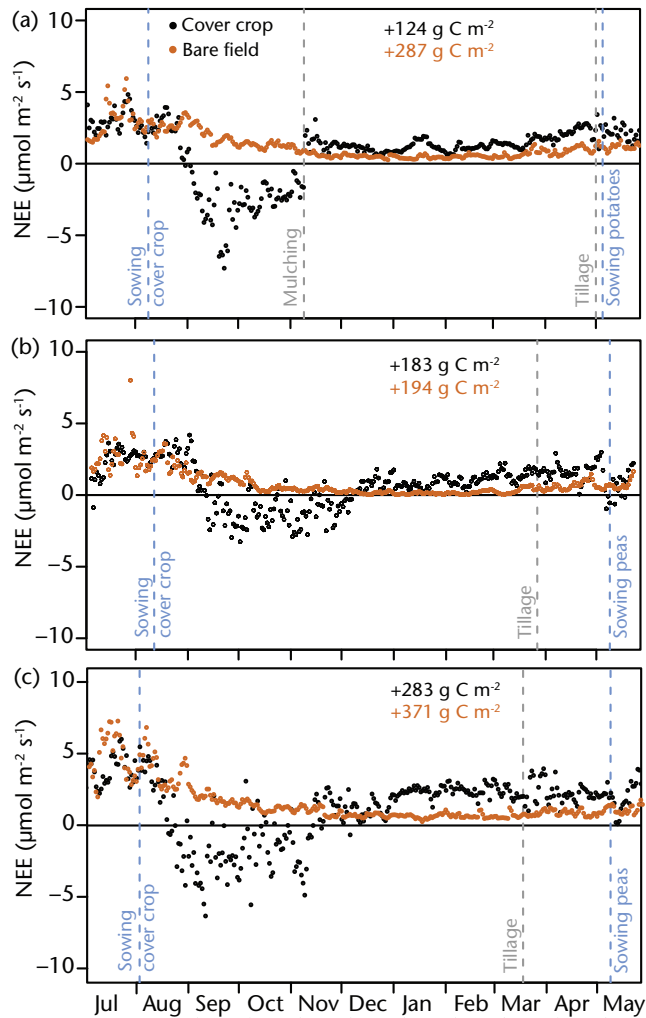 (a)
10
5
0
−5
−10
NEE (μmol m⁻² s⁻¹)
Cover crop
Bare field
+124 g C m⁻²
+287 g C m⁻²
Sowing
cover crop
Mulching
Tillage
Sowing potatoes
(b)
10
5
0
−5
−10
NEE (μmol m⁻² s⁻¹)
+183 g C m⁻²
+194 g C m⁻²
Sowing
cover crop
Tillage
Sowing peas
(c)
10
5
0
−5
−10
NEE (μmol m⁻² s⁻¹)
+283 g C m⁻²
+371 g C m⁻²
Sowing
cover crop
Tillage
Sowing peas
Jul Aug Sep Oct Nov Dec Jan Feb Mar Apr May